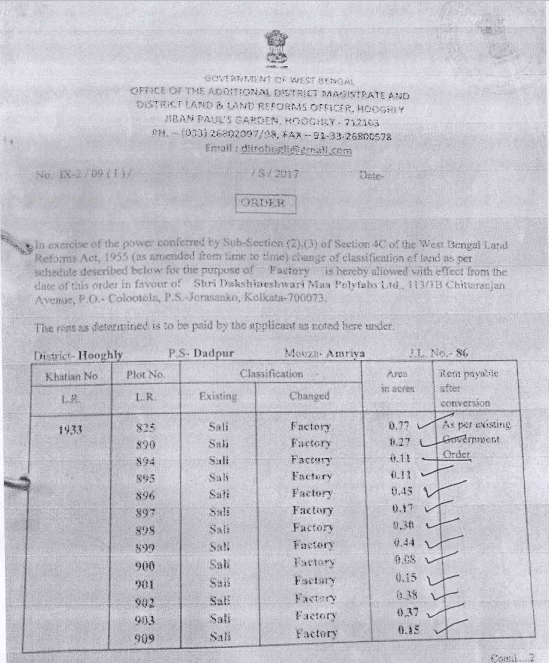 GOVERNMENT OF WEST BENGAL
OFFICE OF THE ADDITIONAL DISTRICT MAGISTRATE AND
DISTRICT LAND & LAND REFORMS OFFICER, HOOGHLY
JIBAN PAUL'S GARDEN, HOOGHLY - 712103
PH. – (033) 26802097/98, FAX – 91-33-26800578
Email : dlrohugli@gmail.com
No. IX-2/09 (I)/ /S/2017 Date-
ORDER
In exercise of the power conferred by Sub-Section (2),(3) of Section 4C of the West Bengal Land
Reforms Act, 1955 (as amended from time to time) change of classification of land as per
schedule described below for the purpose of Factory is hereby allowed with effect from the
date of this order in favour of Shri Dakshineshwari Maa Polyfabs Ltd., 113/1B Chittaranjan
Avenue, P.O.- Colootola, P.S.-Jorasanko, Kolkata-700073.
The rent as determined is to be paid by the applicant as noted here under.
District- Hooghly P.S- Dadpur Mouza- Amriya J.L. No.- 86
Khatian No Plot No. Classification Area in acres Rent payable after conversion
L.R. L.R. Existing Changed
1933 825 Sali Factory 0.77 As per existing
890 Sali Factory 0.27 Government
894 Sali Factory 0.11 Order
895 Sali Factory 0.11
896 Sali Factory 0.45
897 Sali Factory 0.17
898 Sali Factory 0.30
899 Sali Factory 0.44
900 Sali Factory 0.08
901 Sali Factory 0.15
902 Sali Factory 0.38
903 Sali Factory 0.37
909 Sali Factory 0.15
Contd...2